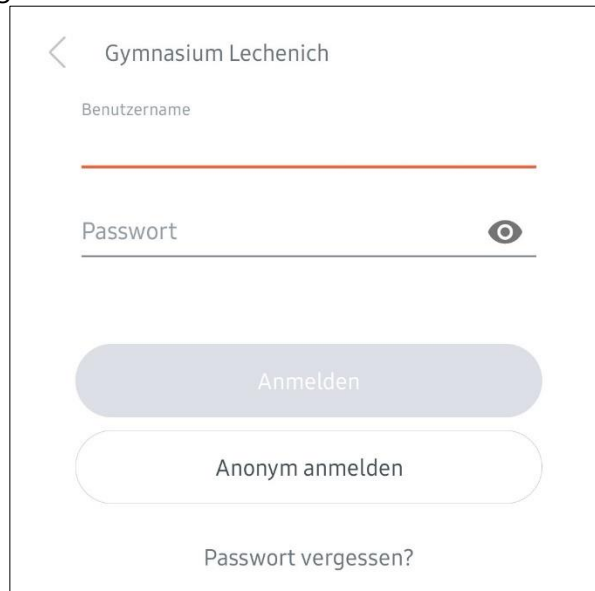 Gymnasium Lechenich
Benutzername
Passwort
Anmelden
Anonym anmelden
Passwort vergessen?